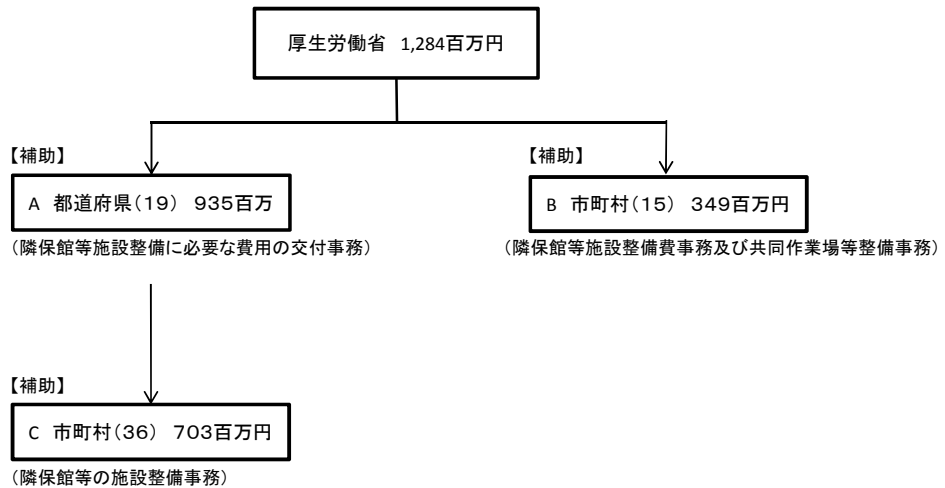 厚生労働省 1,284百万円
【補助】
【補助】
A 都道府県(19) 935百万
B 市町村(15) 349百万円
(隣保館等施設整備に必要な費用の交付事務)
(隣保館等施設整備費事務及び共同作業場等整備事務)
【補助】
C 市町村(36) 703百万円
(隣保館等の施設整備事務)